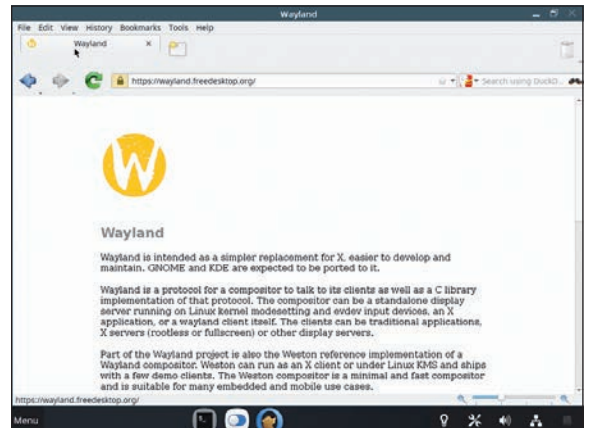 Wayland
File Edit View History Bookmarks Tools Help
Wayland
https://wayland.freedesktop.org/
Search using DuckD...
W
Wayland
Wayland is intended as a simpler replacement for X, easier to develop and
maintain. GNOME and KDE are expected to be ported to it.
Wayland is a protocol for a compositor to talk to its clients as well as a C library
implementation of that protocol. The compositor can be a standalone display
server running on Linux kernel modesetting and evdev input devices, an X
application, or a wayland client itself. The clients can be traditional applications,
X servers (rootless or fullscreen) or other display servers.
Part of the Wayland project is also the Weston reference implementation of a
Wayland compositor. Weston can run as an X client or under Linux KMS and ships
with a few demo clients. The Weston compositor is a minimal and fast compositor
and is suitable for many embedded and mobile use cases.
https://wayland.freedesktop.org/
Menu